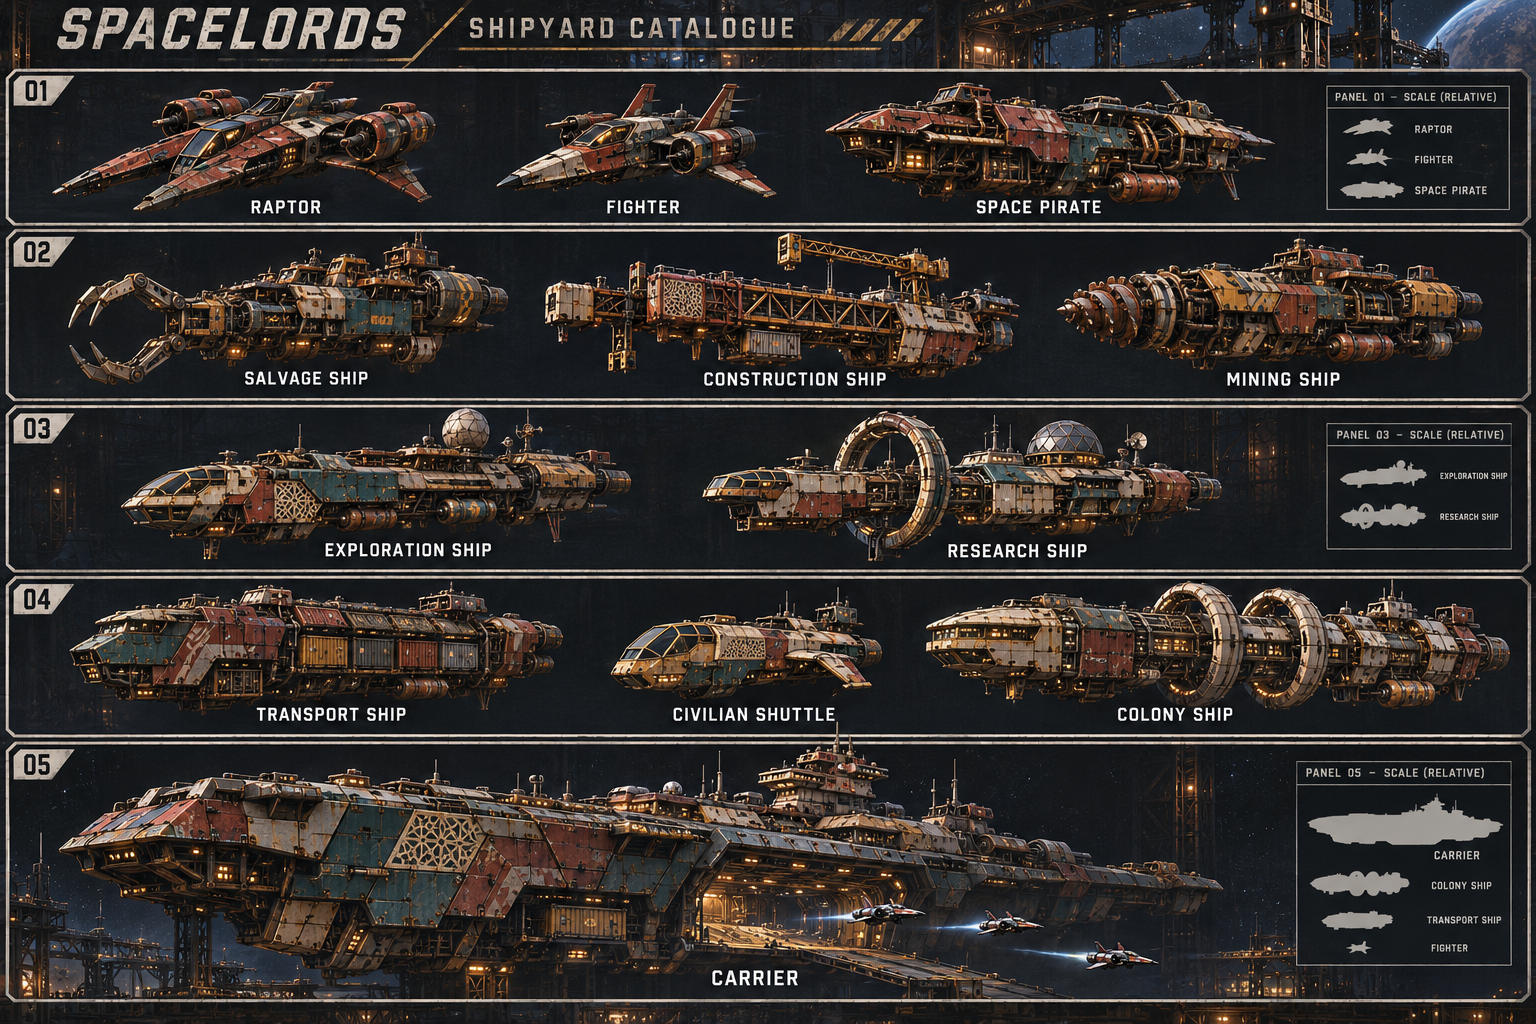 SPACELORDS
SHIPYARD CATALOGUE
01
RAPTOR
FIGHTER
SPACE PIRATE
PANEL 01 – SCALE (RELATIVE)
RAPTOR
FIGHTER
SPACE PIRATE
02
SALVAGE SHIP
CONSTRUCTION SHIP
MINING SHIP
03
EXPLORATION SHIP
RESEARCH SHIP
PANEL 03 – SCALE (RELATIVE)
EXPLORATION SHIP
RESEARCH SHIP
04
TRANSPORT SHIP
CIVILIAN SHUTTLE
COLONY SHIP
05
CARRIER
PANEL 05 – SCALE (RELATIVE)
CARRIER
COLONY SHIP
TRANSPORT SHIP
FIGHTER